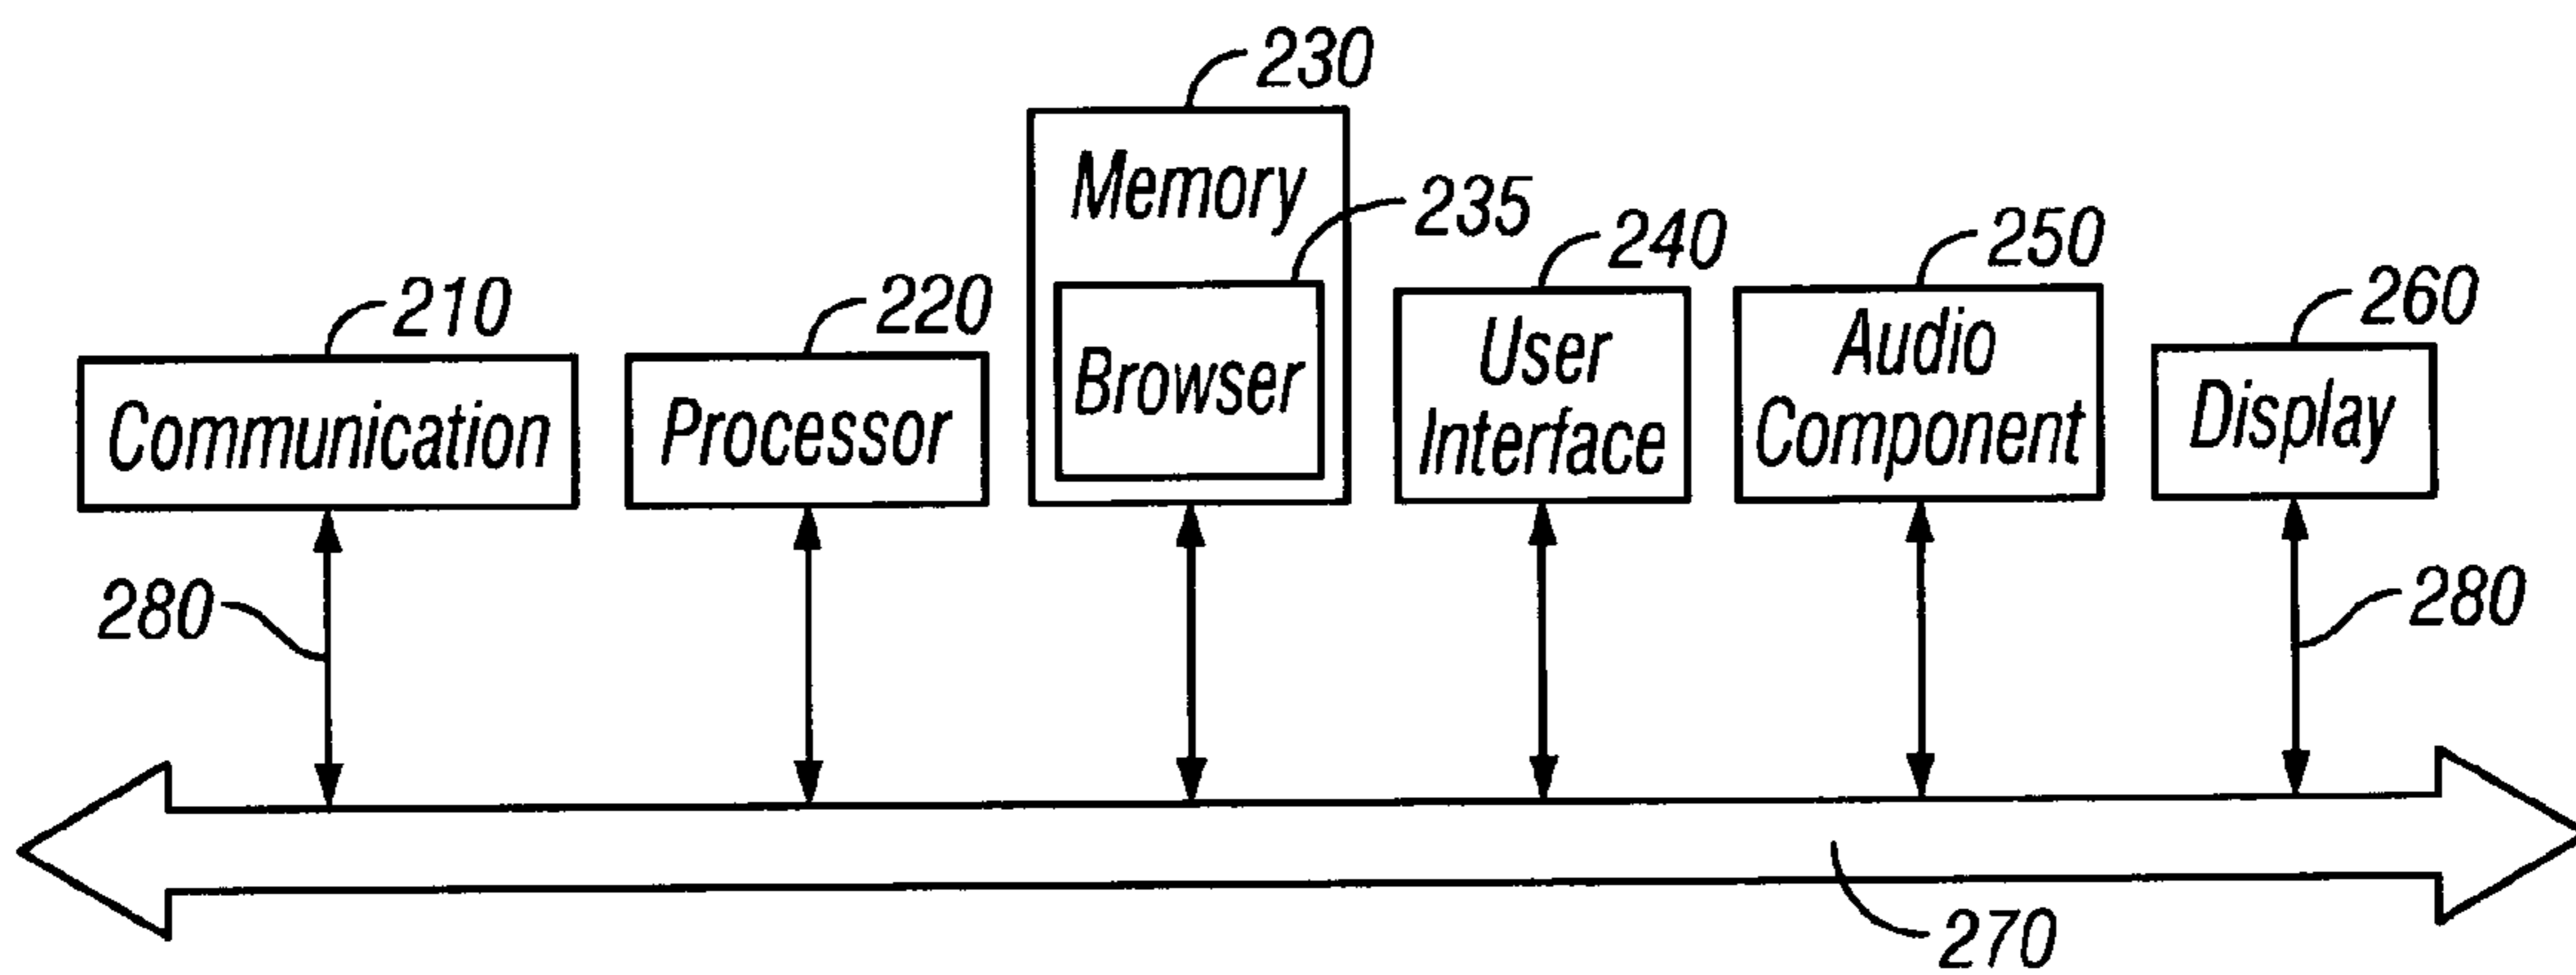 230
Memory
235
Browser
210
Communication
220
Processor
240
User
Interface
250
Audio
Component
260
Display
280
280
270